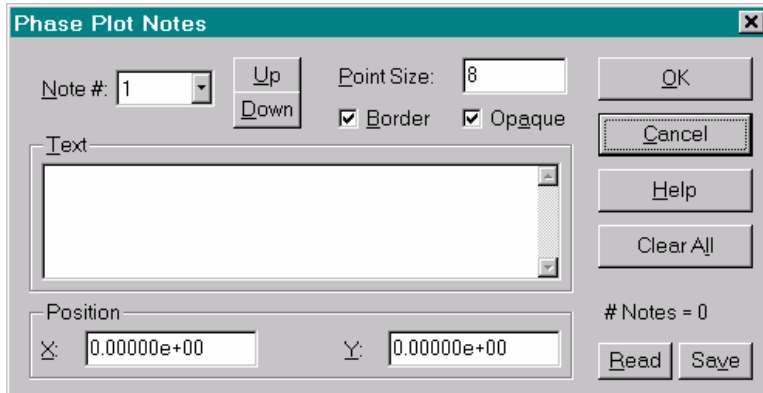 Phase Plot Notes
Note #: 1
Up
Down
Point Size: 8
Border Opaque
OK
Cancel
Help
Clear All
Text
Position
X: 0.00000e+00 Y: 0.00000e+00
# Notes = 0
Read Save